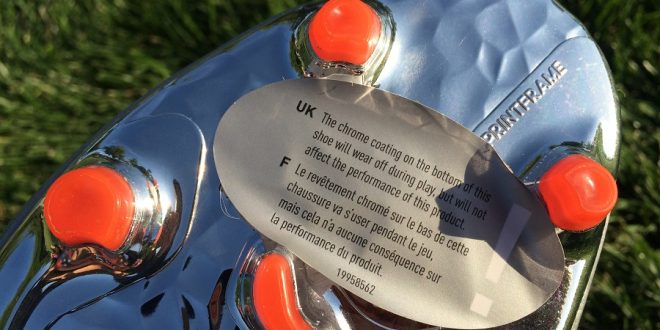 SPRINTFRAME
UK The chrome coating on the bottom of this
shoe will wear off during play, but will not
affect the performance of this product.
F Le revêtement chromé sur le bas de cette
chaussure va s'user pendant le jeu,
mais cela n'a aucune conséquence sur
la performance du produit.
19958562
!